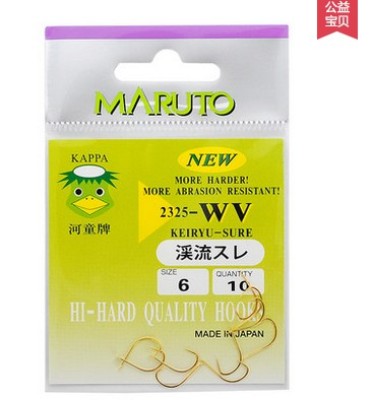 公益
宝贝
MARUTO
KAPPA
河童牌
NEW
MORE HARDER!
MORE ABRASION RESISTANT!
2325-WV
KEIRYU-SURE
渓流スレ
SIZE
6
QUANTITY
10
HI-HARD QUALITY HOOKS
MADE IN JAPAN